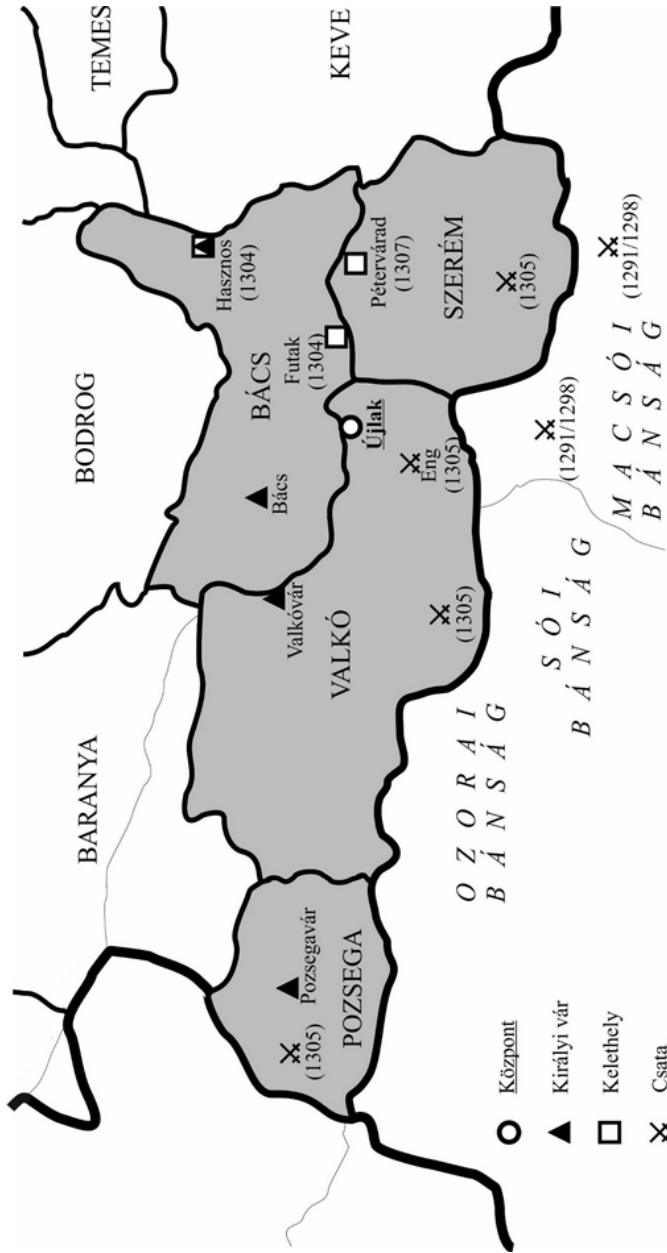 TEMES
KEVE
BODROG
BARANYA
Hasznos
(1304)
BÁCS
Futak
(1304)
Bács
Pétervárad
(1307)
SZERÉM
(1305)
Újlak
Eng
(1305)
Valkóvár
VALKÓ
(1305)
Pozsegavár
(1305)
POZSEGA
(1291/1298)
(1291/1298)
MACSÓI
BÁNSÁG
SÓI
BÁNSÁG
OZORAI
BÁNSÁG
Központ
Királyi vár
Kelethely
Csata